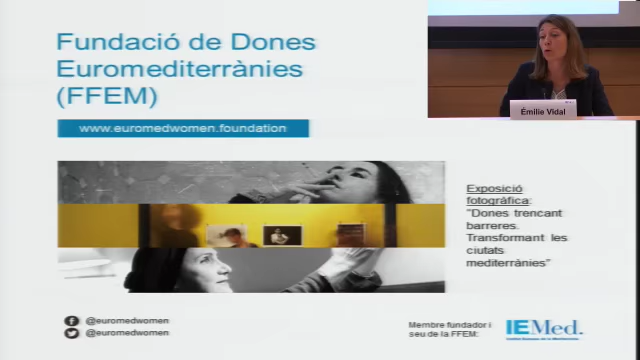 Fundació de Dones
Euromediterrànies
(FFEM)
www.euromedwomen.foundation
Émilie Vidal
Exposició
fotogràfica:
"Dones trencant
barreres.
Transformant les
ciutats
mediterrànies"
@euromedwomen
@euromedwomen
Membre fundador i
seu de la FFEM:
IEMed.